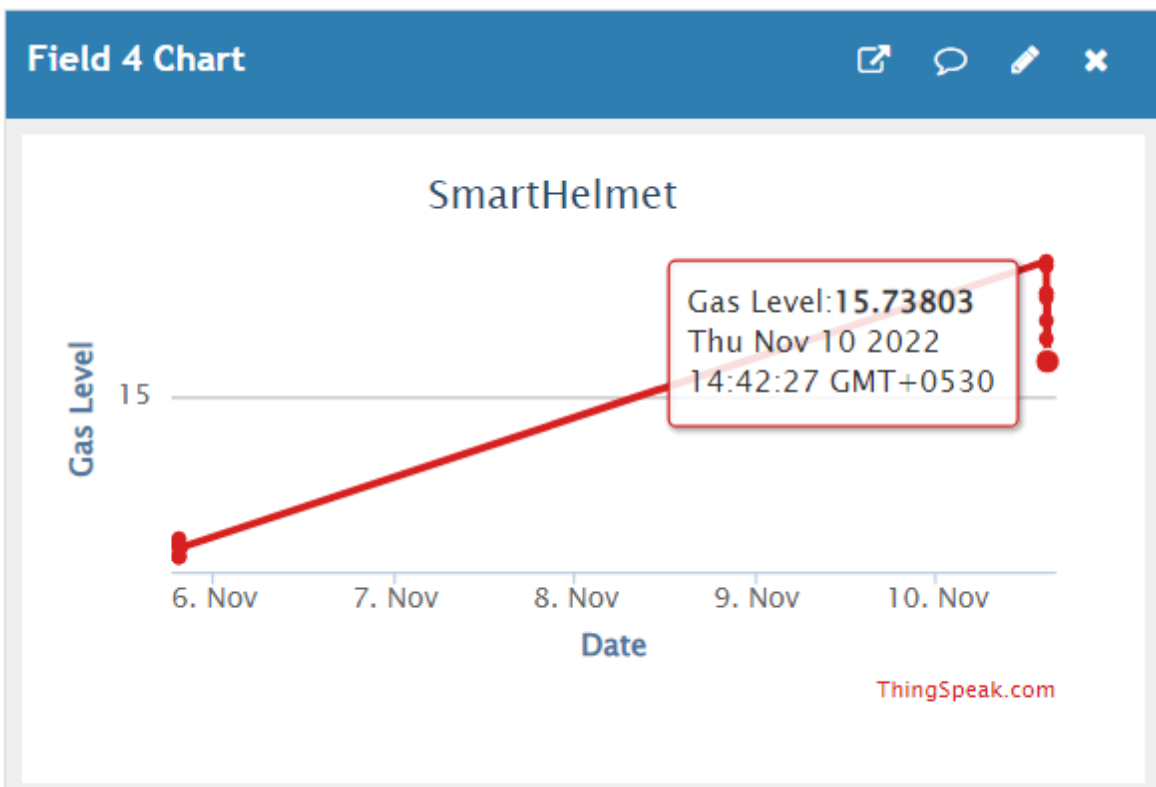 Field 4 Chart
SmartHelmet
Gas Level:15.73803
Thu Nov 10 2022
14:42:27 GMT+0530
Gas Level
15
6. Nov 7. Nov 8. Nov 9. Nov 10. Nov
Date
ThingSpeak.com